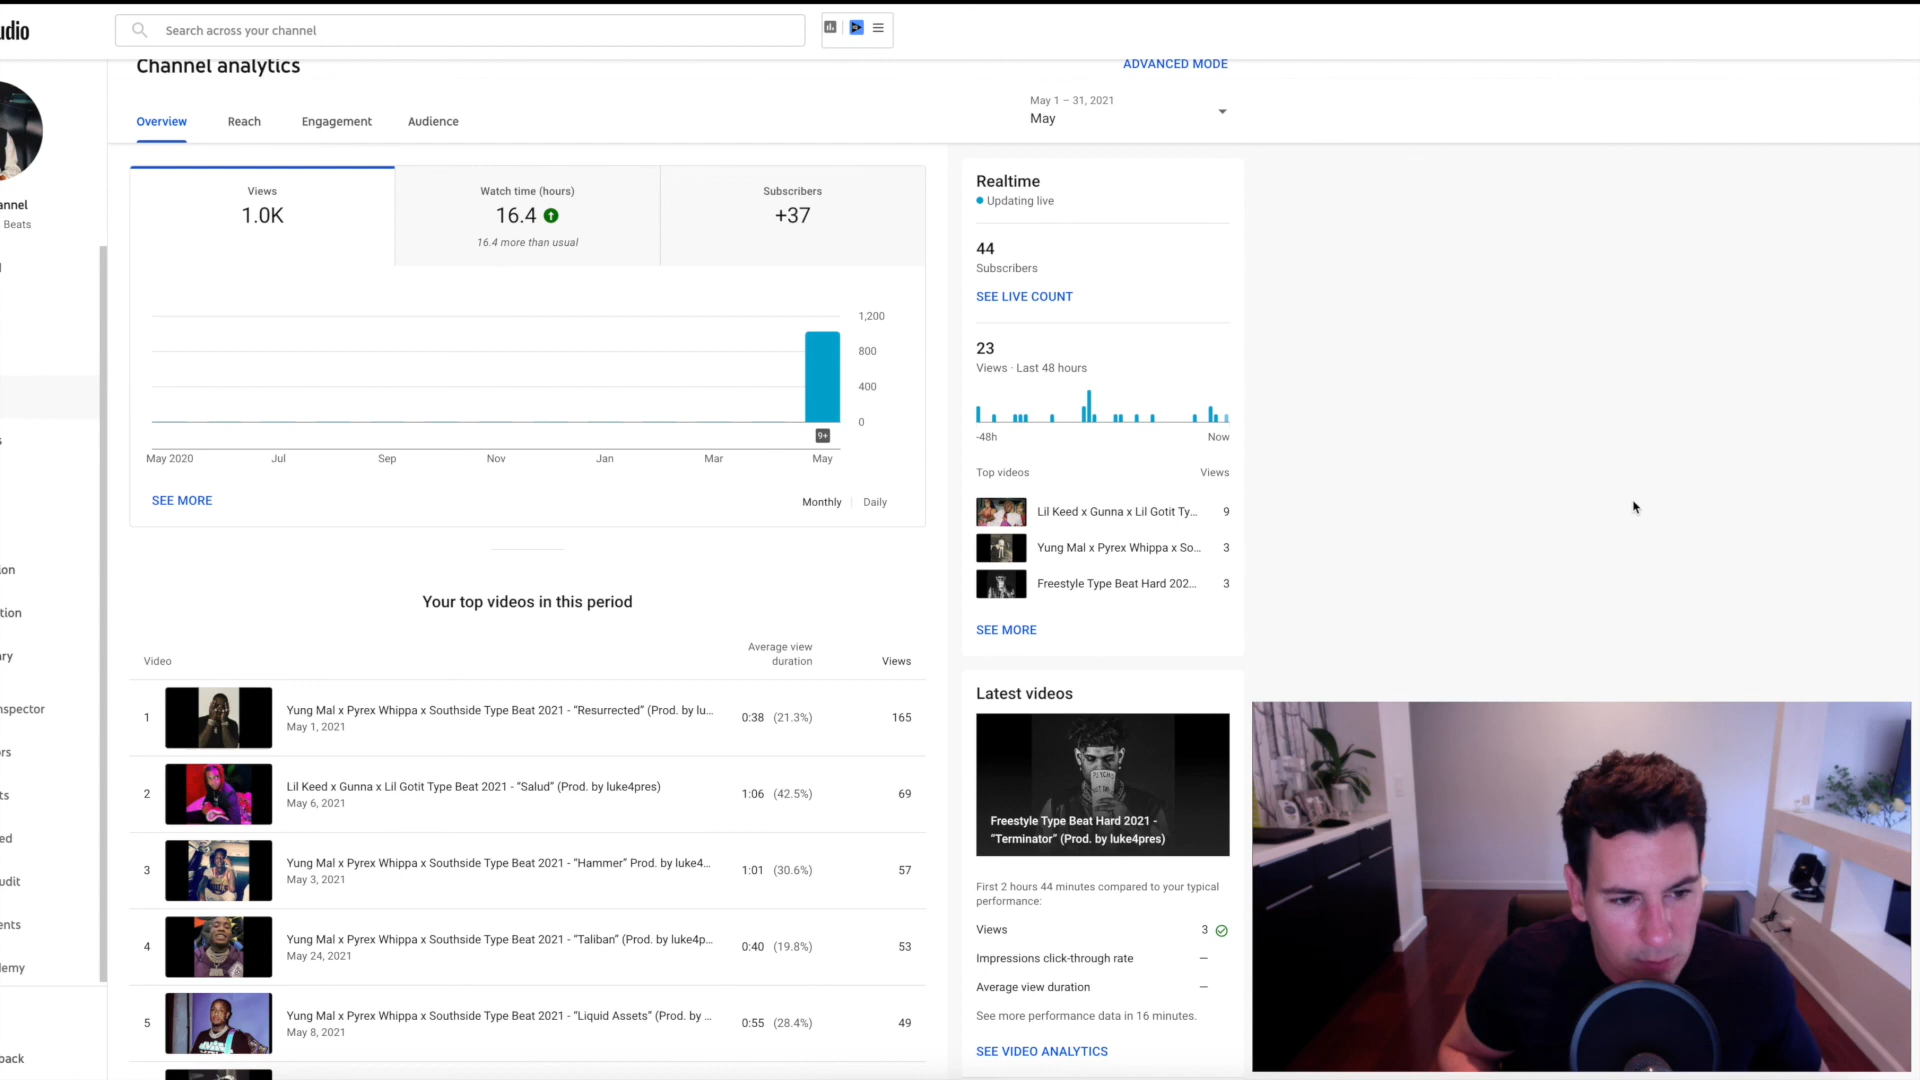 udio
Search across your channel
Channel analytics
ADVANCED MODE
May 1 – 31, 2021
May
Overview
Reach
Engagement
Audience
annel
Beats
Views
1.0K
Watch time (hours)
16.4
16.4 more than usual
Subscribers
+37
1,200
800
400
0
9+
May 2020
Jul
Sep
Nov
Jan
Mar
May
SEE MORE
Monthly
Daily
Your top videos in this period
Video
Average view
duration
Views
1
Yung Mal x Pyrex Whippa x Southside Type Beat 2021 - “Resurrected” (Prod. by lu...
May 1, 2021
0:38 (21.3%)
165
2
Lil Keed x Gunna x Lil Gotit Type Beat 2021 - “Salud” (Prod. by luke4pres)
May 6, 2021
1:06 (42.5%)
69
3
Yung Mal x Pyrex Whippa x Southside Type Beat 2021 - “Hammer” Prod. by luke4...
May 3, 2021
1:01 (30.6%)
57
4
Yung Mal x Pyrex Whippa x Southside Type Beat 2021 - “Taliban” (Prod. by luke4p...
May 24, 2021
0:40 (19.8%)
53
5
Yung Mal x Pyrex Whippa x Southside Type Beat 2021 - “Liquid Assets” (Prod. by ...
May 8, 2021
0:55 (28.4%)
49
Realtime
Updating live
44
Subscribers
SEE LIVE COUNT
23
Views · Last 48 hours
-48h
Now
Top videos
Views
Lil Keed x Gunna x Lil Gotit Ty...
9
Yung Mal x Pyrex Whippa x So...
3
Freestyle Type Beat Hard 202...
3
SEE MORE
Latest videos
Freestyle Type Beat Hard 2021 -
“Terminator” (Prod. by luke4pres)
First 2 hours 44 minutes compared to your typical
performance:
Views
3
Impressions click-through rate
—
Average view duration
—
See more performance data in 16 minutes.
SEE VIDEO ANALYTICS
ion
tion
ry
nspector
ors
ts
ed
udit
ents
demy
back